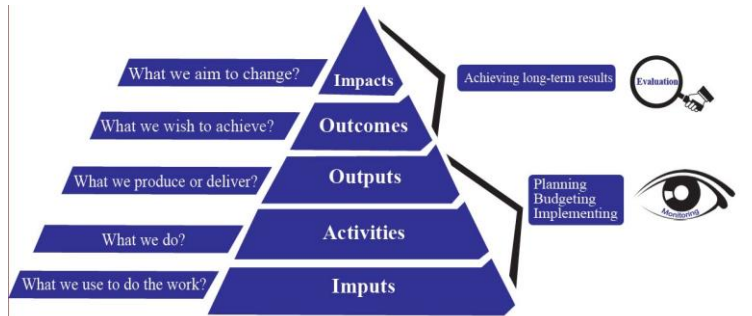 What we aim to change?
Impacts
Achieving long-term results
Evaluation
What we wish to achieve?
Outcomes
What we produce or deliver?
Outputs
Planning
Budgeting
Implementing
Monitoring
What we do?
Activities
What we use to do the work?
Imputs